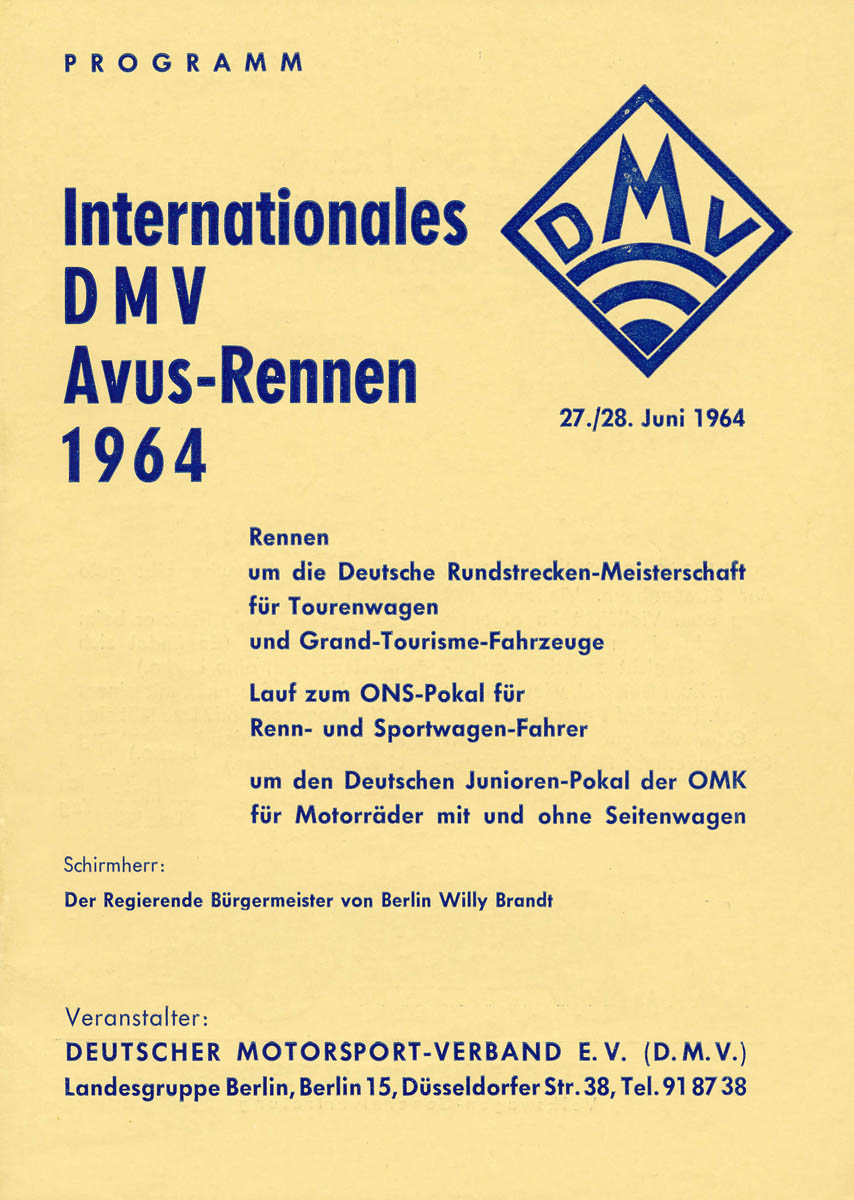 PROGRAMM
Internationales
DMV
Avus-Rennen
1964
DMV
27./28. Juni 1964
Rennen
um die Deutsche Rundstrecken-Meisterschaft
für Tourenwagen
und Grand-Tourisme-Fahrzeuge
Lauf zum ONS-Pokal für
Renn- und Sportwagen-Fahrer
um den Deutschen Junioren-Pokal der OMK
für Motorräder mit und ohne Seitenwagen
Schirmherr:
Der Regierende Bürgermeister von Berlin Willy Brandt
Veranstalter:
DEUTSCHER MOTORSPORT-VERBAND E. V. (D. M. V.)
Landesgruppe Berlin, Berlin 15, Düsseldorfer Str. 38, Tel. 91 87 38